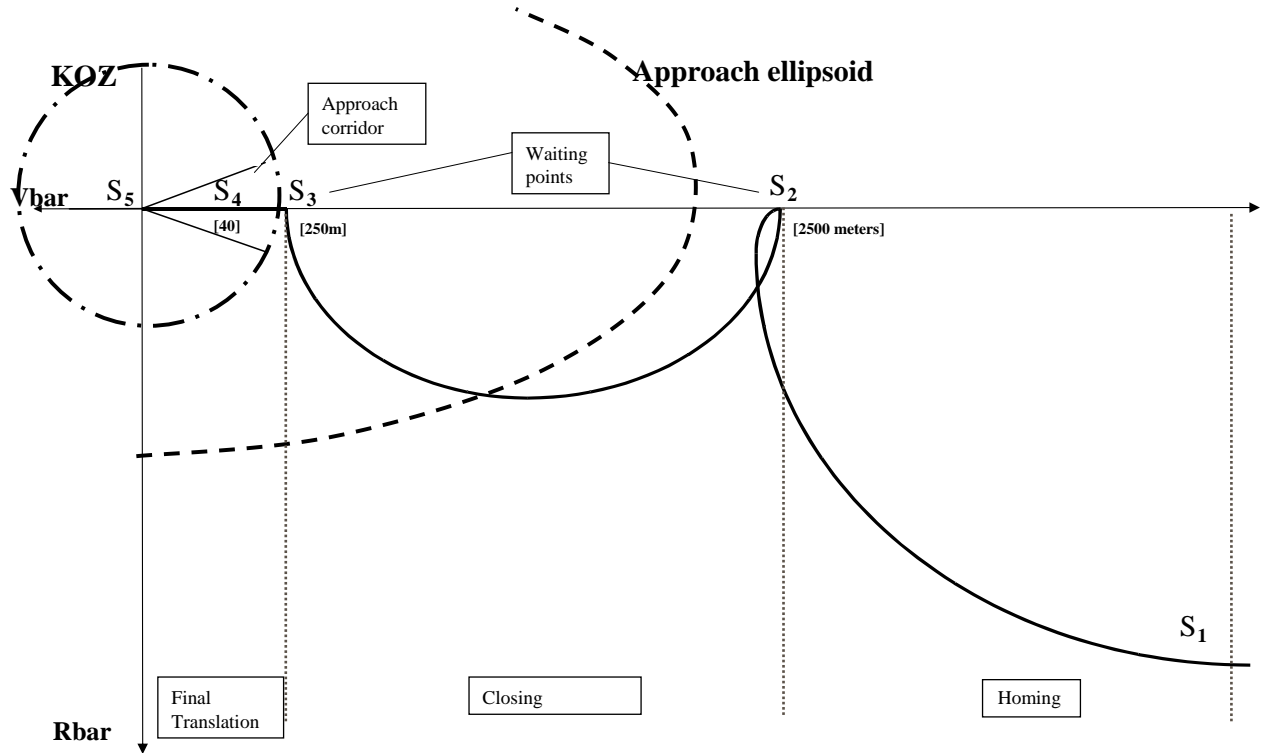 KOZ
Approach ellipsoid
Approach
corridor
Waiting
points
Vbar
S5
S4
S3
S2
[40]
[250m]
[2500 meters]
S1
Final
Translation
Closing
Homing
Rbar